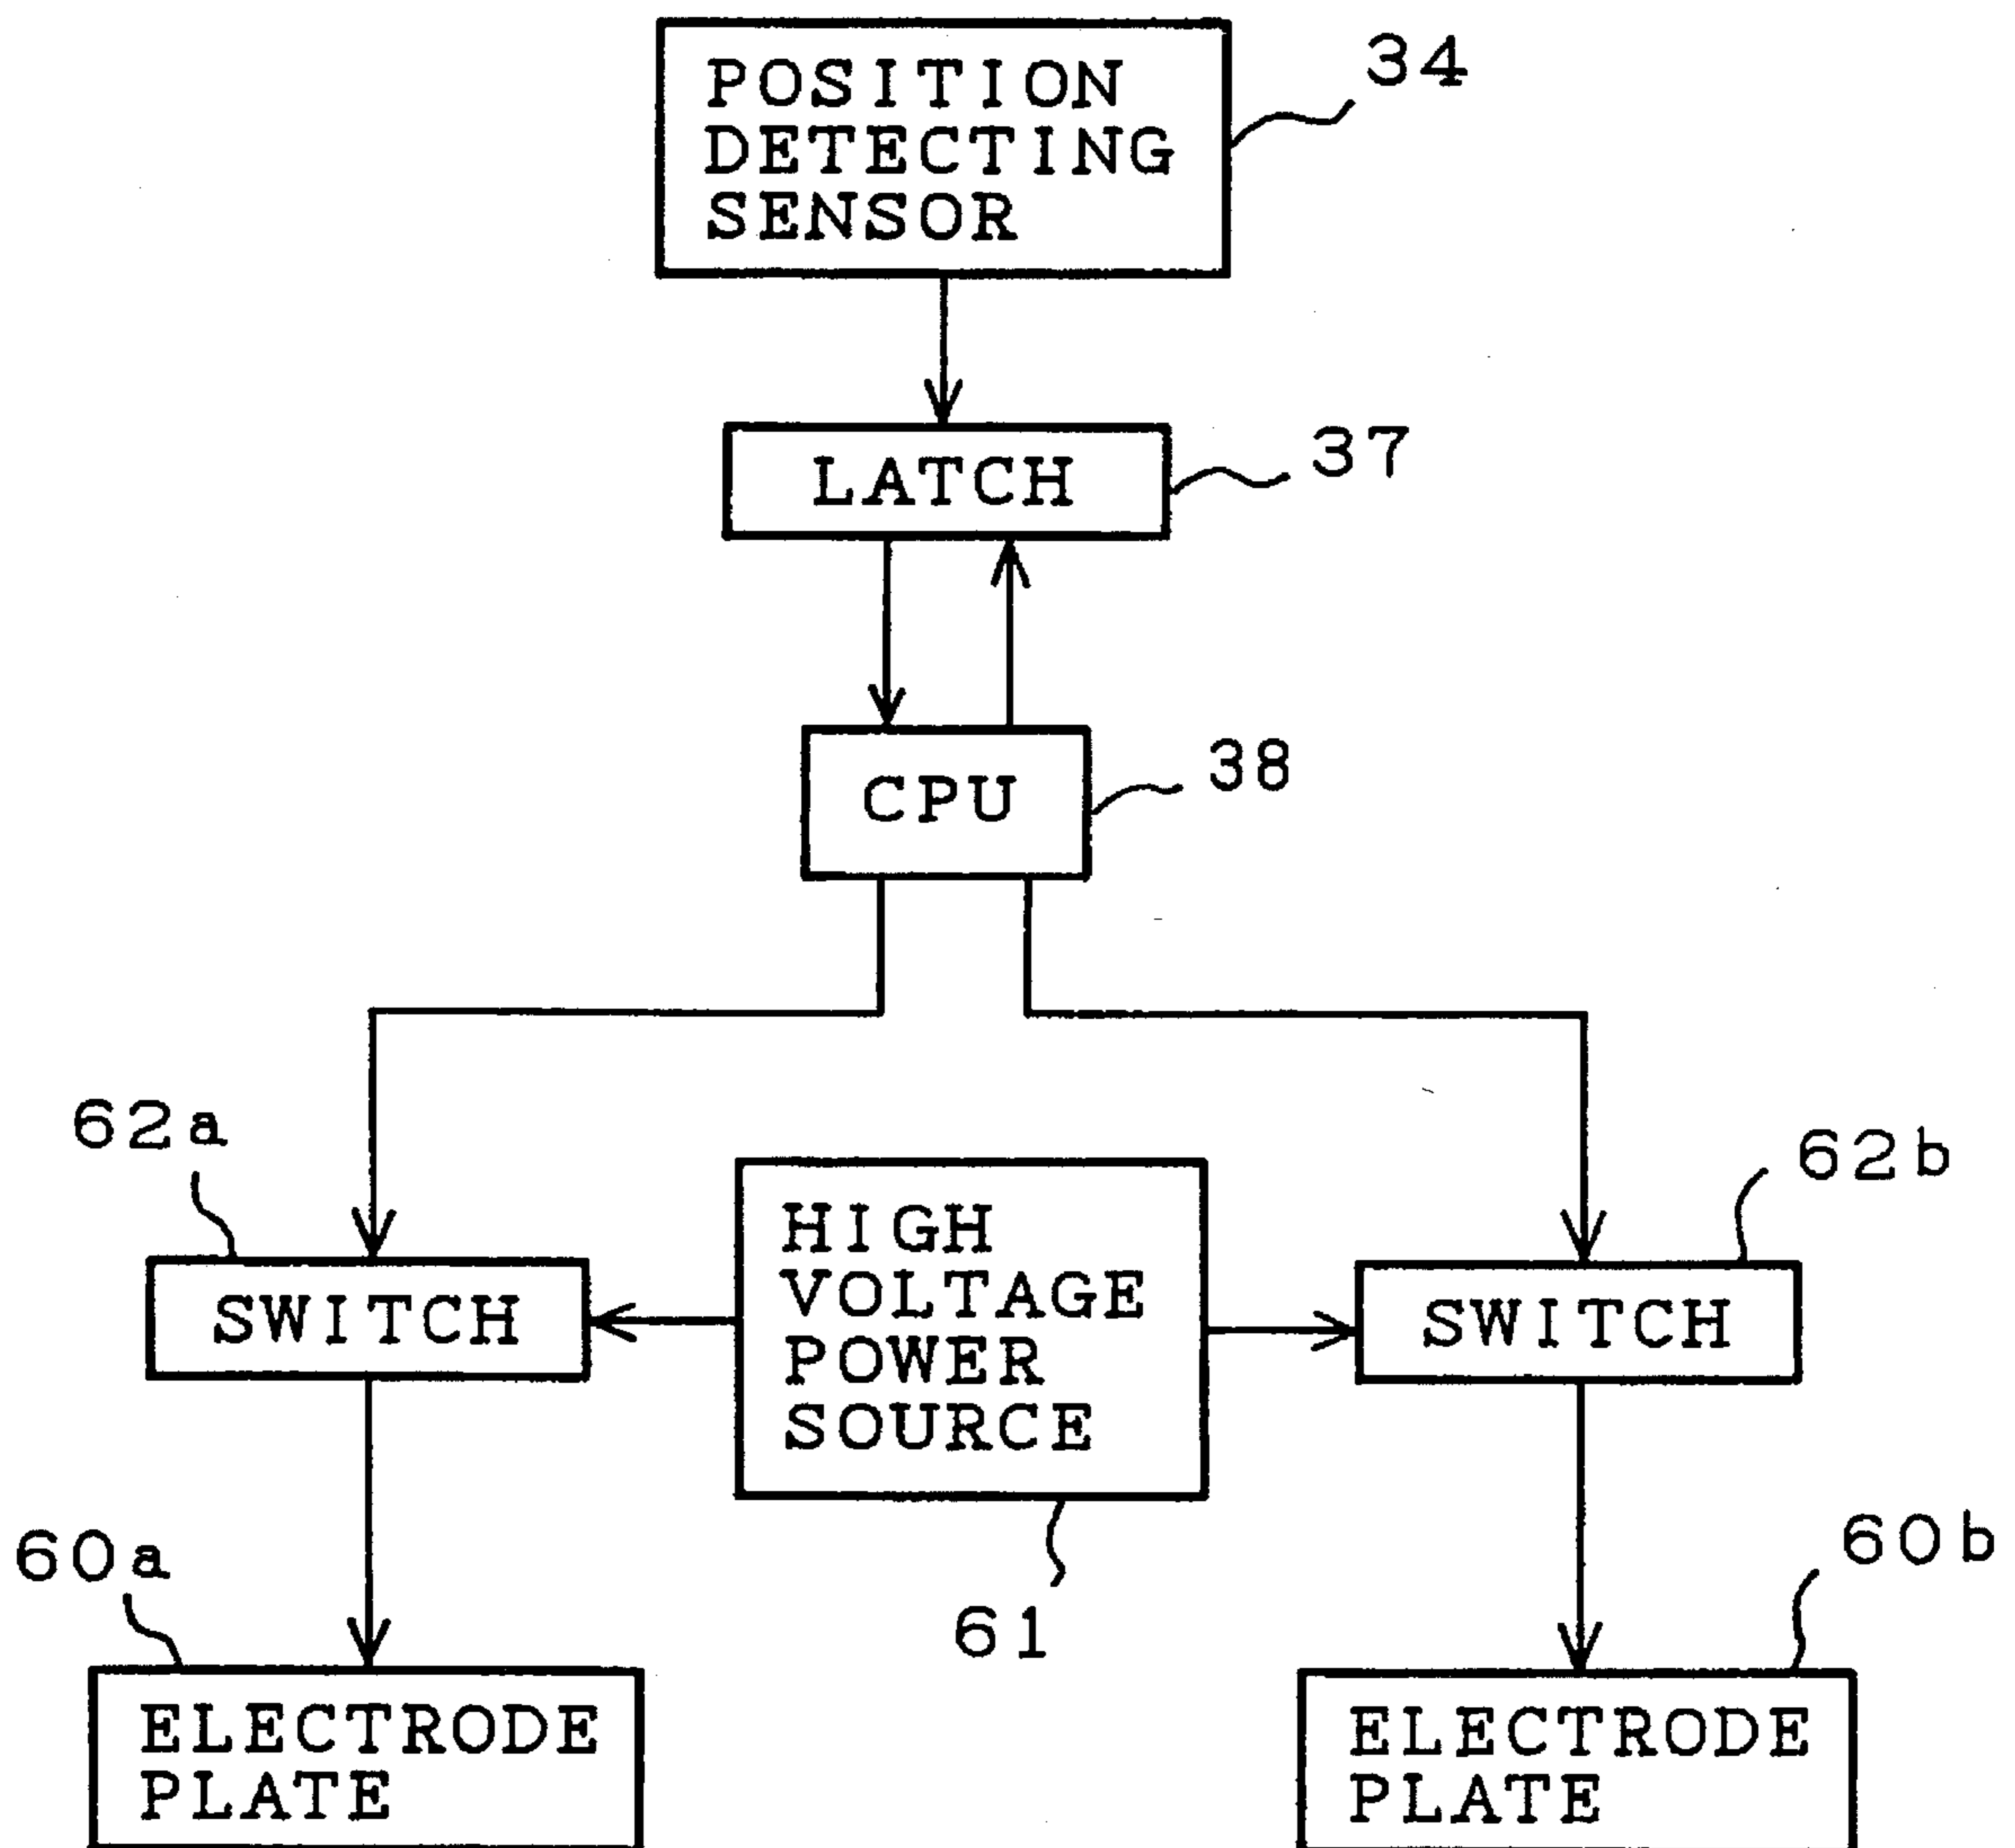 POSITION
DETECTING
SENSOR
34
LATCH
37
CPU
38
62a
62b
SWITCH
HIGH
VOLTAGE
POWER
SOURCE
SWITCH
60a
61
60b
ELECTRODE
PLATE
ELECTRODE
PLATE